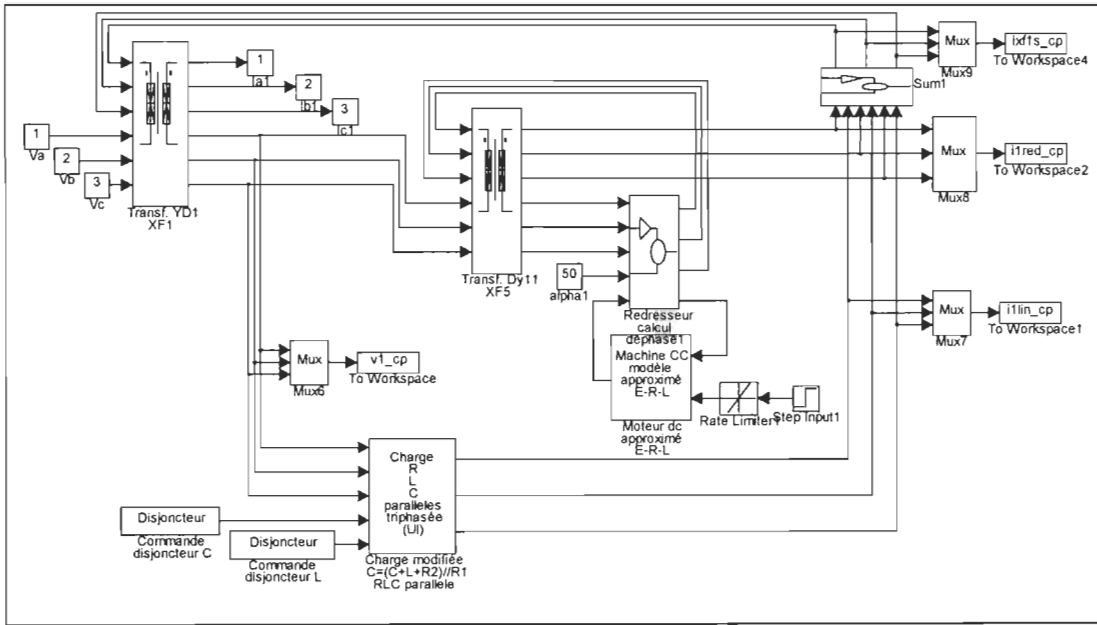 1
Ia1
2
Ib1
3
Ic1
1
Va
2
Vb
3
Vc
Transf. YD1
XF1
Transf. Dy11
XF5
50
alpha1
Redresseur
calcul
dephase1
Machine CC
modèle
approximé
E-R-L
Moteur dc
approximé
E-R-L
Rate Limiter1
Step Input1
Sum1
Mux
Mux9
ixf1s_cp
To Workspace4
Mux
Mux8
i1red_cp
To Workspace2
Mux
Mux7
i1lin_cp
To Workspace1
Mux
Mux6
v1_cp
To Workspace
Charge
R
L
C
paralleles
triphasée
(UI)
Charge modifiée
C=(C+L+R2)//R1
RLC parallele
Disjoncteur
Commande
disjoncteur C
Disjoncteur
Commande
disjoncteur L